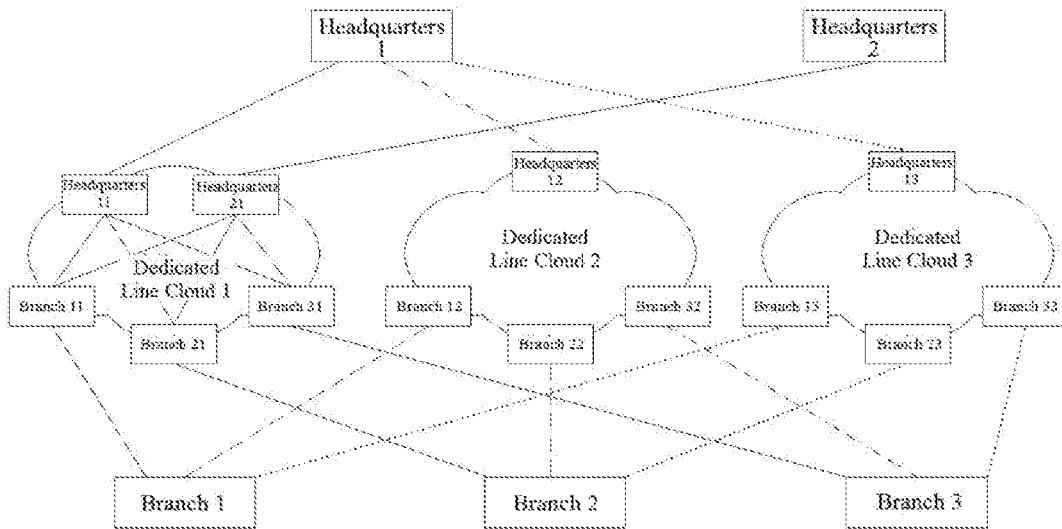 Headquarters
1
Headquarters
2
Headquarters
11
Headquarters
21
Headquarters
12
Headquarters
13
Dedicated
Line Cloud 1
Dedicated
Line Cloud 2
Dedicated
Line Cloud 3
Branch 11
Branch 31
Branch 21
Branch 12
Branch 32
Branch 22
Branch 13
Branch 33
Branch 23
Branch 1
Branch 2
Branch 3